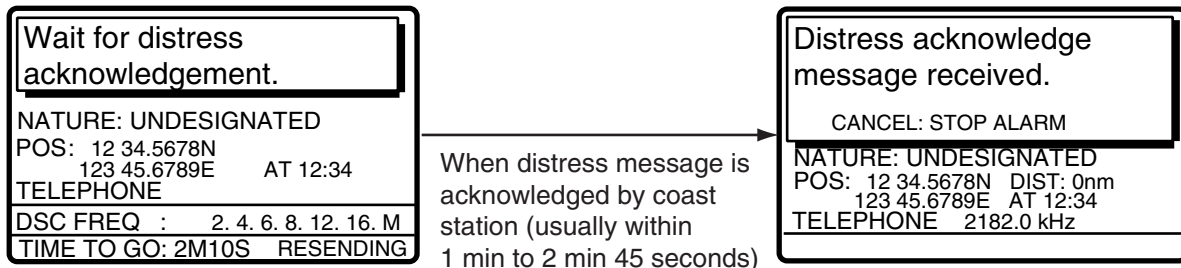 Wait for distress
acknowledgement.
NATURE: UNDESIGNATED
POS: 12 34.5678N
123 45.6789E AT 12:34
TELEPHONE
DSC FREQ : 2. 4. 6. 8. 12. 16. M
TIME TO GO: 2M10S RESENDING
When distress message is
acknowledged by coast
station (usually within
1 min to 2 min 45 seconds)
Distress acknowledge
message received.
CANCEL: STOP ALARM
NATURE: UNDESIGNATED
POS: 12 34.5678N DIST: 0nm
123 45.6789E AT 12:34
TELEPHONE 2182.0 kHz